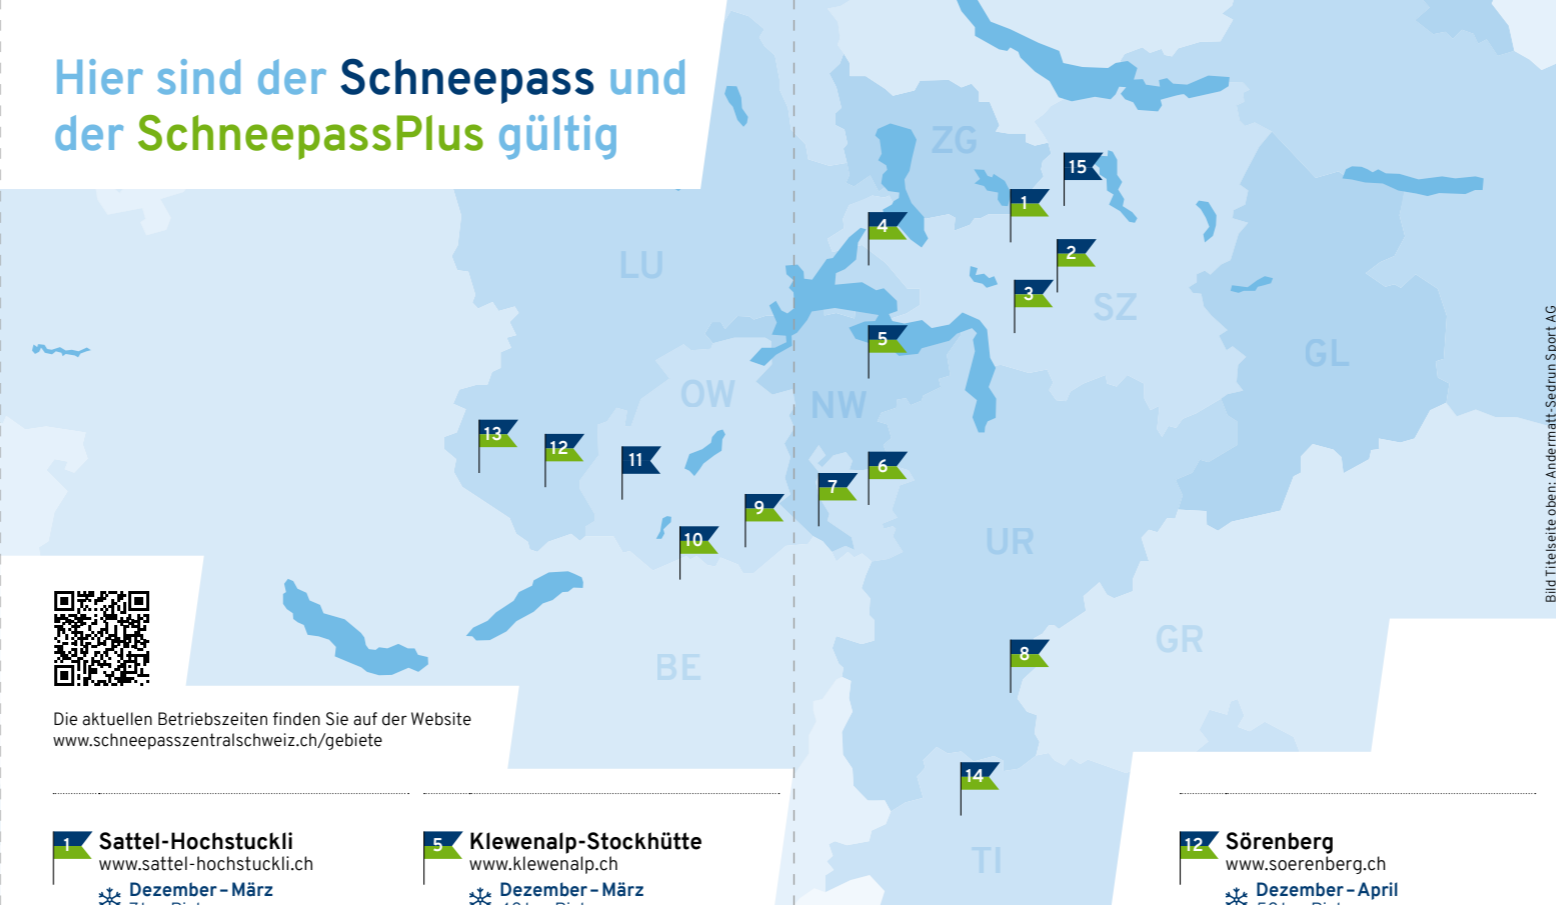 Hier sind der Schneepass und
der SchneepassPlus gültig
ZG
15
1
4
LU
2
3
SZ
5
GL
OW
NW
13
12
11
6
7
9
10
UR
BE
GR
8
14
TI
Bild Titelseite oben: Andermatt-Sedrun Sport AG
Die aktuellen Betriebszeiten finden Sie auf der Website
www.schneepasszentralschweiz.ch/gebiete
1 Sattel-Hochstuckli
www.sattel-hochstuckli.ch
Dezember – März
5 Klewenalp-Stockhütte
www.klewenalp.ch
Dezember – März
12 Sörenberg
www.soerenberg.ch
Dezember – April